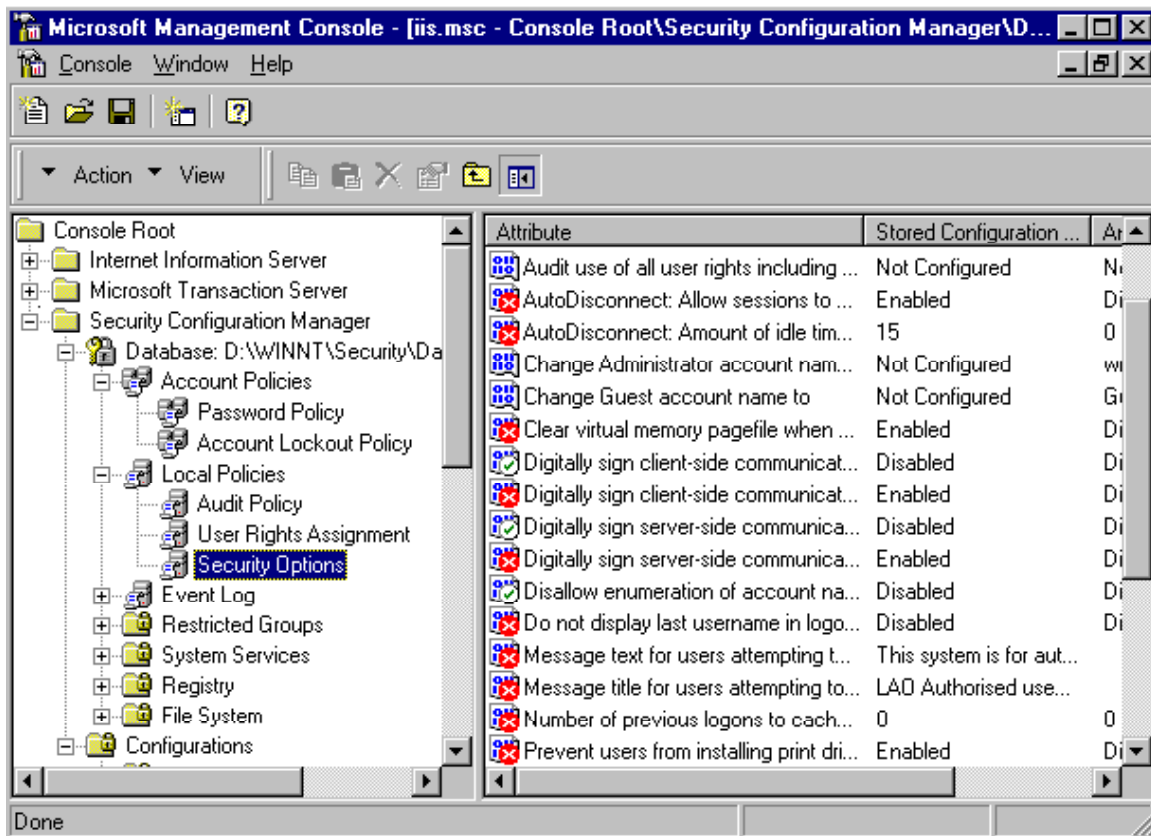 Microsoft Management Console - [iis.msc - Console Root\Security Configuration Manager\D...
Console Window Help
Action View
Console Root
Internet Information Server
Microsoft Transaction Server
Security Configuration Manager
Database: D:\WINNT\Security\Da
Account Policies
Password Policy
Account Lockout Policy
Local Policies
Audit Policy
User Rights Assignment
Security Options
Event Log
Restricted Groups
System Services
Registry
File System
Configurations
Attribute Stored Configuration ...
Audit use of all user rights including ... Not Configured
AutoDisconnect: Allow sessions to ... Enabled Di
AutoDisconnect: Amount of idle tim... 15 0
Change Administrator account nam... Not Configured
Change Guest account name to Not Configured
Clear virtual memory pagefile when ... Enabled Di
Digitally sign client-side communicat... Disabled Di
Digitally sign client-side communicat... Enabled Di
Digitally sign server-side communica... Disabled Di
Digitally sign server-side communica... Enabled Di
Disallow enumeration of account na... Disabled Di
Do not display last username in logo... Disabled Di
Message text for users attempting t... This system is for aut...
Message title for users attempting to... LAO Authorised use...
Number of previous logons to cach... 0 0
Prevent users from installing print dri... Enabled Di
Done